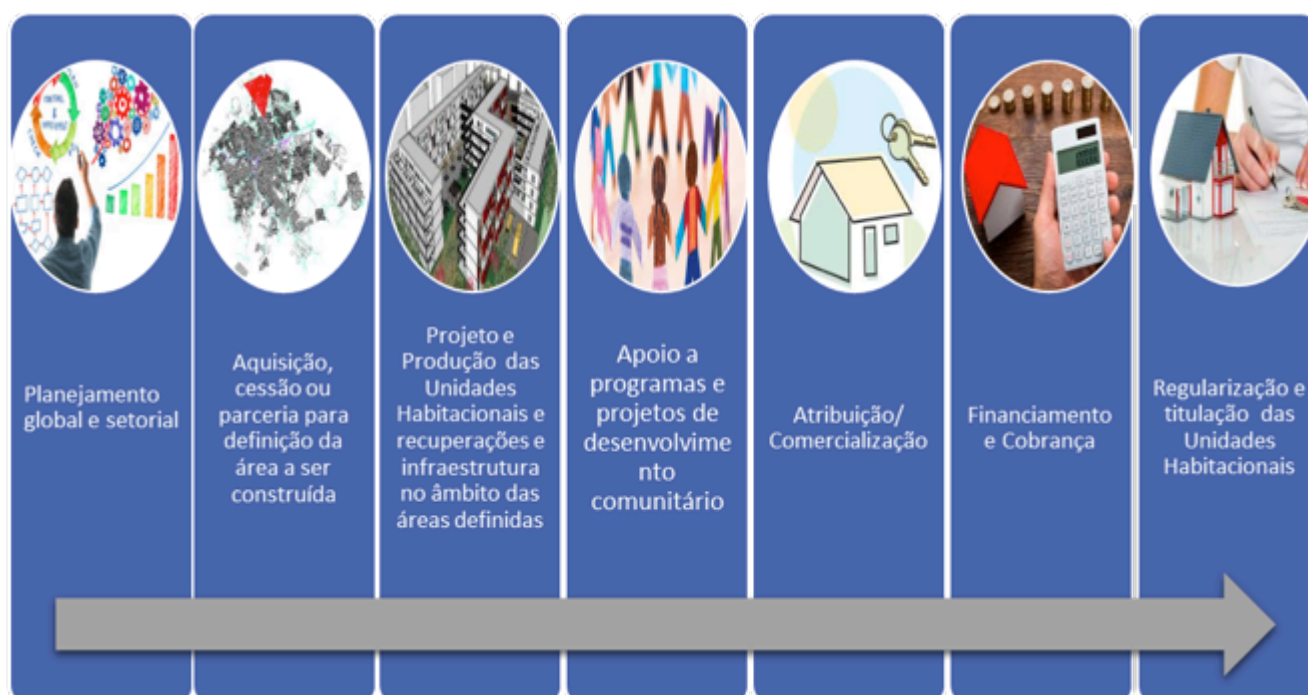 Planejamento
global e setorial
Aquisição,
cessão ou
parceria para
definição da
área a ser
construída
Projeto e
Produção das
Unidades
Habitacionais e
recuperações e
infraestrutura
no âmbito das
áreas definidas
Apoio a
programas e
projetos de
desenvolvime
nto
comunitário
Atribuição/
Comercialização
Financiamento
e Cobrança
Regularização e
titulação das
Unidades
Habitacionais